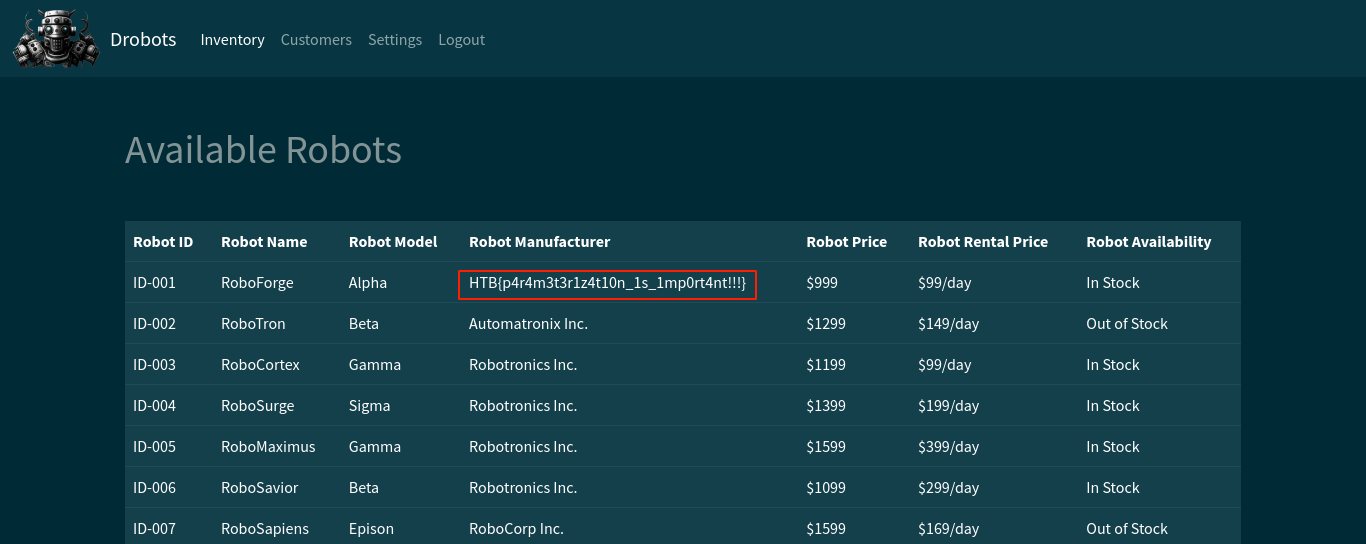 Drobots Inventory Customers Settings Logout
Available Robots
Robot ID Robot Name Robot Model Robot Manufacturer Robot Price Robot Rental Price Robot Availability
ID-001 RoboForge Alpha HTB{p4r4m3t3r1z4t10n_1s_1mp0rt4nt!!!} $999 $99/day In Stock
ID-002 RoboTron Beta Automatronix Inc. $1299 $149/day Out of Stock
ID-003 RoboCortex Gamma Robotronics Inc. $1199 $99/day In Stock
ID-004 RoboSurge Sigma Robotronics Inc. $1399 $199/day In Stock
ID-005 RoboMaximus Gamma Robotronics Inc. $1599 $399/day In Stock
ID-006 RoboSavior Beta Robotronics Inc. $1099 $299/day In Stock
ID-007 RoboSapiens Epison RoboCorp Inc. $1599 $169/day Out of Stock